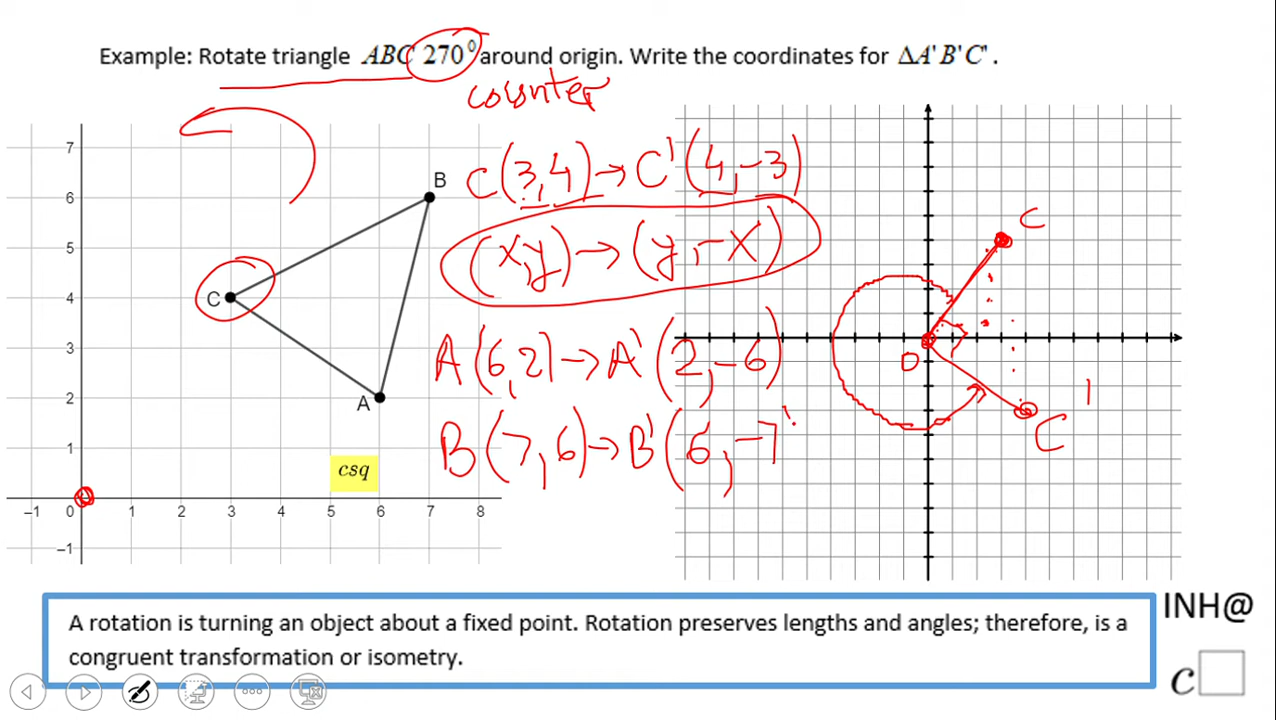 Example: Rotate triangle ABC 270⁰ around origin. Write the coordinates for ΔA'B'C'.
counter
C(3,4)→C'(4,-3)
(x,y)→(y,-x)
A(6,2)→A'(2,-6)
B(7,6)→B'(6,-7
7
6
5
4
3
2
1
-1
0
1
2
3
4
5
6
7
8
-1
B
C
A
csq
C
O
C'
A rotation is turning an object about a fixed point. Rotation preserves lengths and angles; therefore, is a
congruent transformation or isometry.
INH@
c